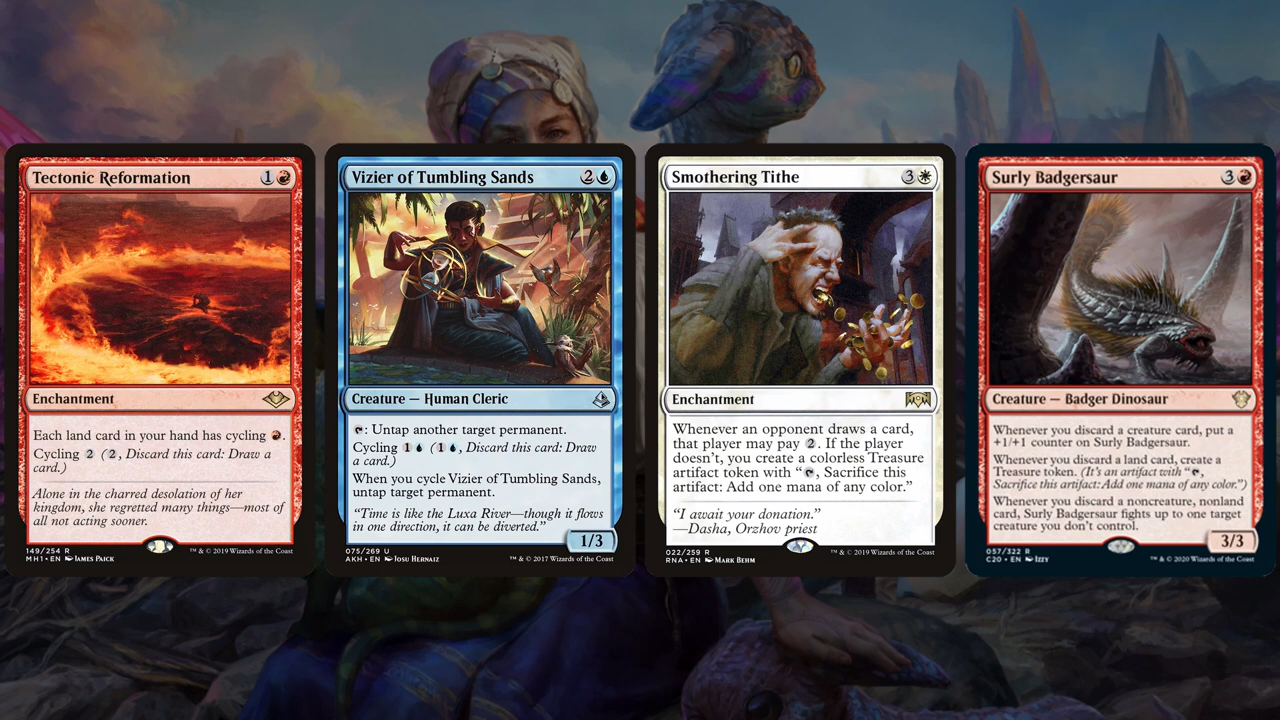 Tectonic Reformation 1
Enchantment
Each land card in your hand has cycling .
Cycling 2 (2, Discard this card: Draw a
card.)
Alone in the charred desolation of her
kingdom, she regretted many things—most of
all not acting sooner.
149/254 R
MH1 • EN James Paick
™ & © 2019 Wizards of the Coast
Vizier of Tumbling Sands 2
Creature — Human Cleric
: Untap another target permanent.
Cycling 1 (1 , Discard this card: Draw
a card.)
When you cycle Vizier of Tumbling Sands,
untap target permanent.
“Time is like the Luxa River—though it flows
in one direction, it can be diverted.”
1/3
075/269 U
AKH • EN Josu Hernaiz
™ & © 2017 Wizards of the Coast
Smothering Tithe 3
Enchantment
Whenever an opponent draws a card,
that player may pay 2. If the player
doesn’t, you create a colorless Treasure
artifact token with “ , Sacrifice this
artifact: Add one mana of any color.”
“I await your donation.”
—Dasha, Orzhov priest
022/259 R
RNA • EN Mark Behm
™ & © 2019 Wizards of the Coast
Surly Badgersaur 3
Creature — Badger Dinosaur
Whenever you discard a creature card, put a
+1/+1 counter on Surly Badgersaur.
Whenever you discard a land card, create a
Treasure token. (It’s an artifact with “ ,
Sacrifice this artifact: Add one mana of any color.”)
Whenever you discard a noncreature, nonland
card, Surly Badgersaur fights up to one target
creature you don’t control.
3/3
057/322 R
C20 • EN Izzy
™ & © 2020 Wizards of the Coast